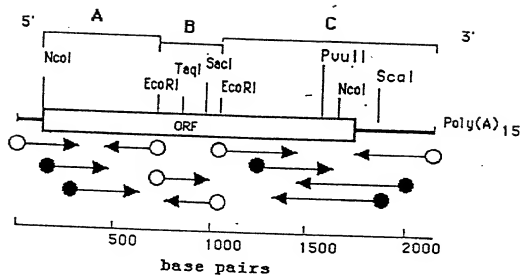 A B C
5' 3'
NcoI EcoRI TaqI SacI EcoRI PvuII NcoI ScaI
ORF Poly(A)15
500 1000 1500 2000
base pairs